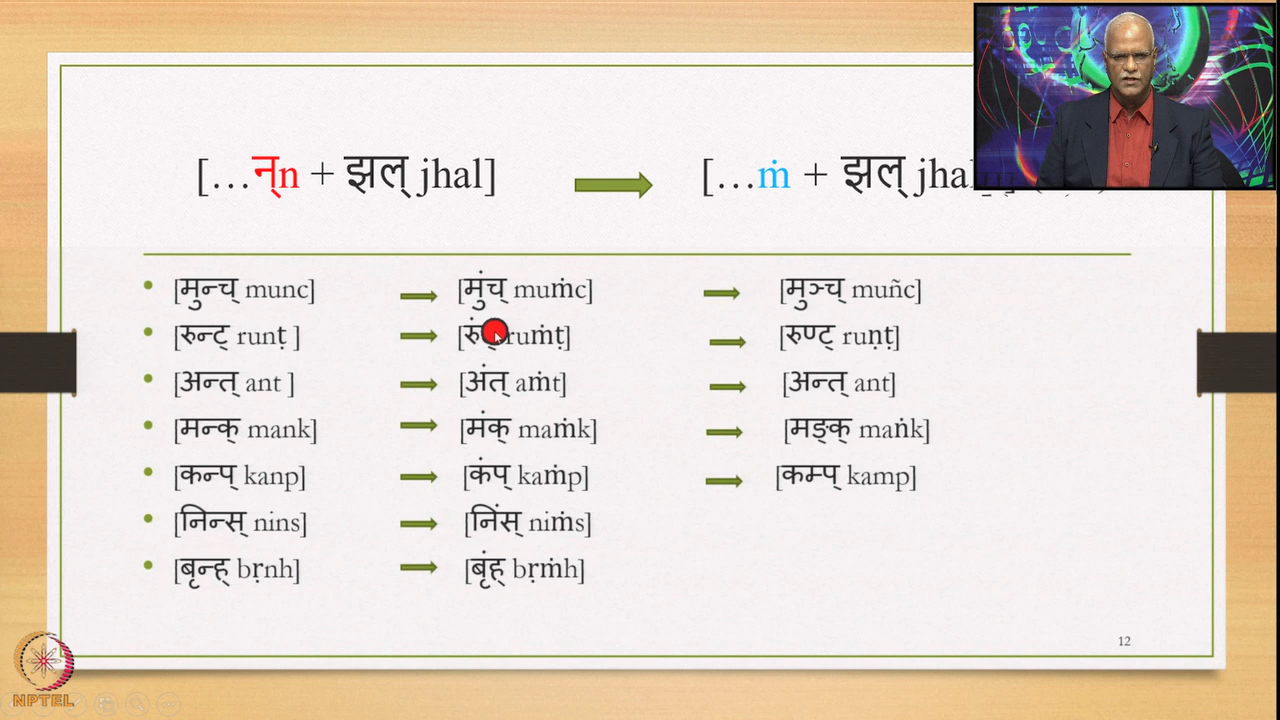 […न्n + झल् jhal] [...ṁ + झल्
[मुन्च् munc] [मुंच् muṁc] [मुञ्च् muñc]
[रुन्ट् runṭ ] ruṁṭ] [रुण्ट् ruṇṭ]
[अन्त् ant ] [अंत् aṁt] [अन्त् ant]
[मन्क् mank] [मंक् maṁk] [मङ्क् maṅk]
[कन्प् kanp] [कंप् kaṁp] [कम्प् kamp]
[निन्स् nins] [निंस् niṁs]
[बृन्ह् bṛnh] [बृंह् bṛṁh]
12
NPTEL